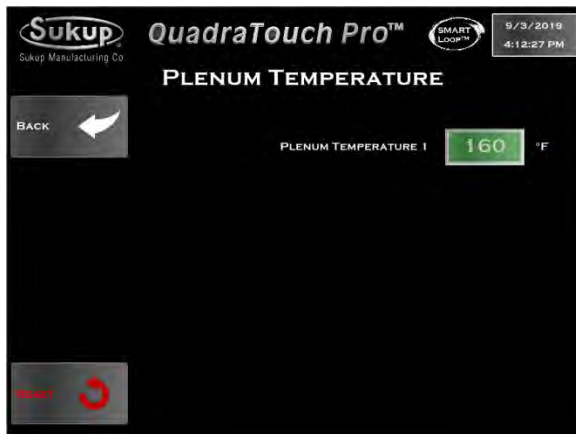 Sukup®
Sukup Manufacturing Co
QuadraTouch Pro™
SMART
LOOP™
9/3/2019
4:12:27 PM
PLENUM TEMPERATURE
BACK
PLENUM TEMPERATURE 1
160
°F
RESET